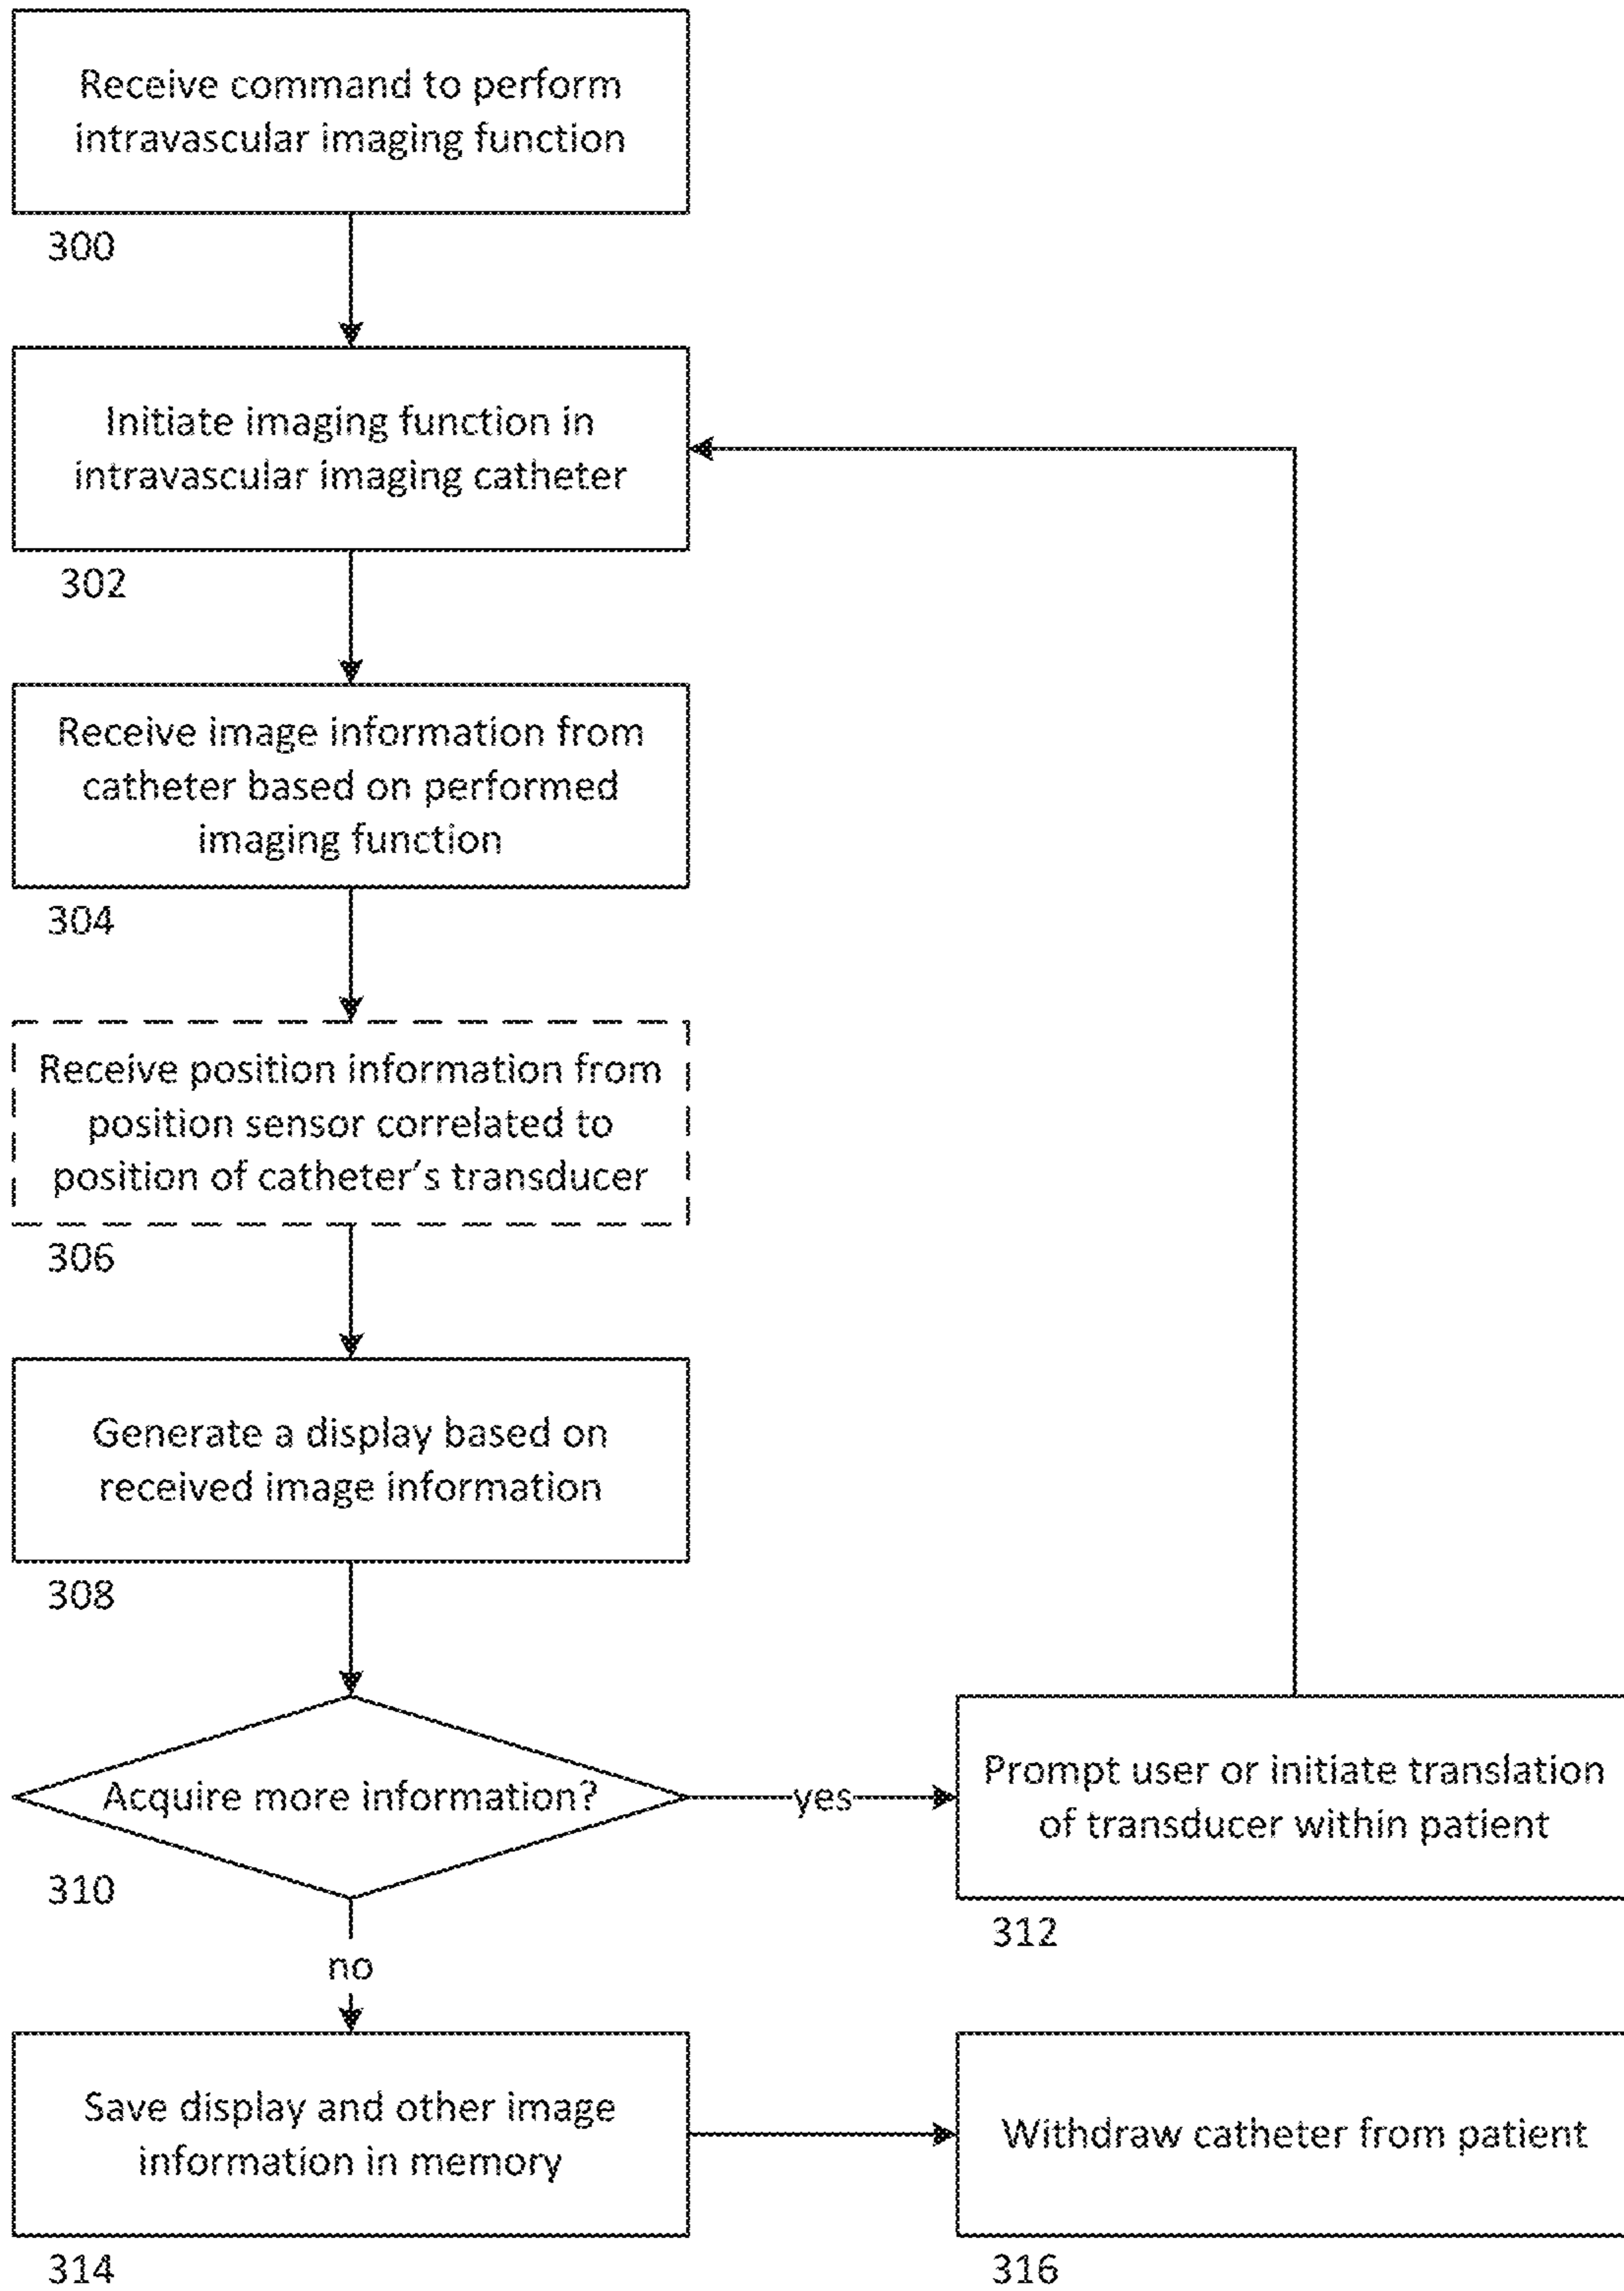 Receive command to perform
intravascular imaging function
300
Initiate imaging function in
intravascular imaging catheter
302
Receive image information from
catheter based on performed
imaging function
304
Receive position information from
position sensor correlated to
position of catheter's transducer
306
Generate a display based on
received image information
308
Acquire more information?
310
yes
Prompt user or initiate translation
of transducer within patient
312
no
Save display and other image
information in memory
314
Withdraw catheter from patient
316